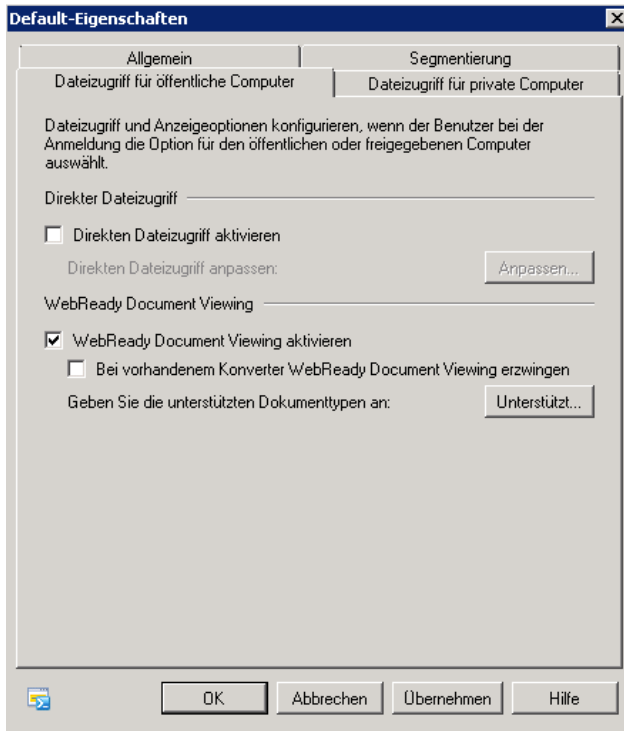 Default-Eigenschaften
Allgemein
Segmentierung
Dateizugriff für öffentliche Computer
Dateizugriff für private Computer
Dateizugriff und Anzeigeoptionen konfigurieren, wenn der Benutzer bei der
Anmeldung die Option für den öffentlichen oder freigegebenen Computer
auswählt.
Direkter Dateizugriff
Direkten Dateizugriff aktivieren
Direkten Dateizugriff anpassen:
Anpassen...
WebReady Document Viewing
WebReady Document Viewing aktivieren
Bei vorhandenem Konverter WebReady Document Viewing erzwingen
Geben Sie die unterstützten Dokumenttypen an:
Unterstützt...
OK
Abbrechen
Übernehmen
Hilfe